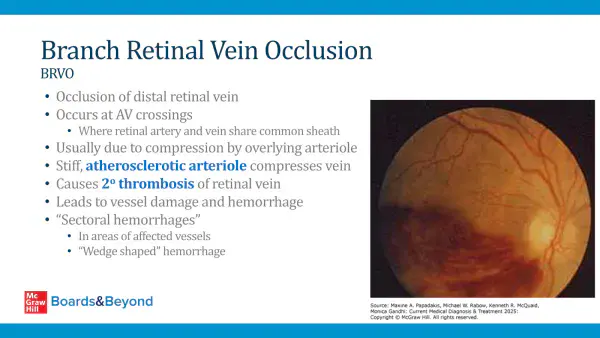 Branch Retinal Vein Occlusion
BRVO
• Occlusion of distal retinal vein
• Occurs at AV crossings
• Where retinal artery and vein share common sheath
• Usually due to compression by overlying arteriole
• Stiff, atherosclerotic arteriole compresses vein
• Causes 2º thrombosis of retinal vein
• Leads to vessel damage and hemorrhage
• “Sectoral hemorrhages”
• In areas of affected vessels
• “Wedge shaped” hemorrhage
Mc
Graw
Hill
Boards&Beyond
Source: Maxine A. Papadakis, Michael W. Rabow, Kenneth R. McQuaid,
Monica Gandhi: Current Medical Diagnosis & Treatment 2025:
Copyright © McGraw Hill. All rights reserved.